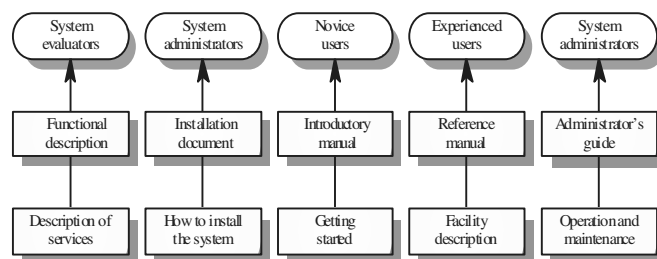 System
evaluators
System
administrators
Novice
users
Experienced
users
System
administrators
Functional
description
Installation
document
Introductory
manual
Reference
manual
Administrator's
guide
Description of
services
How to install
the system
Getting
started
Facility
description
Operation and
maintenance